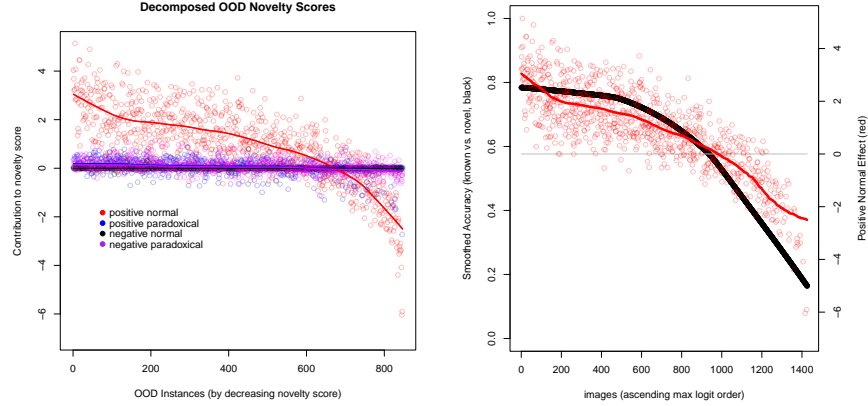 Decomposed OOD Novelty Scores
Contribution to novelty score
4
2
0
−2
−4
−6
positive normal
positive paradoxical
negative normal
negative paradoxical
0 200 400 600 800
OOD Instances (by decreasing novelty score)
Smoothed Accuracy (known vs. novel, black)
1.0
0.8
0.6
0.4
0.2
0.0
4
2
0
−2
−4
−6
Positive Normal Effect (red)
0 200 400 600 800 1000 1200 1400
images (ascending max logit order)